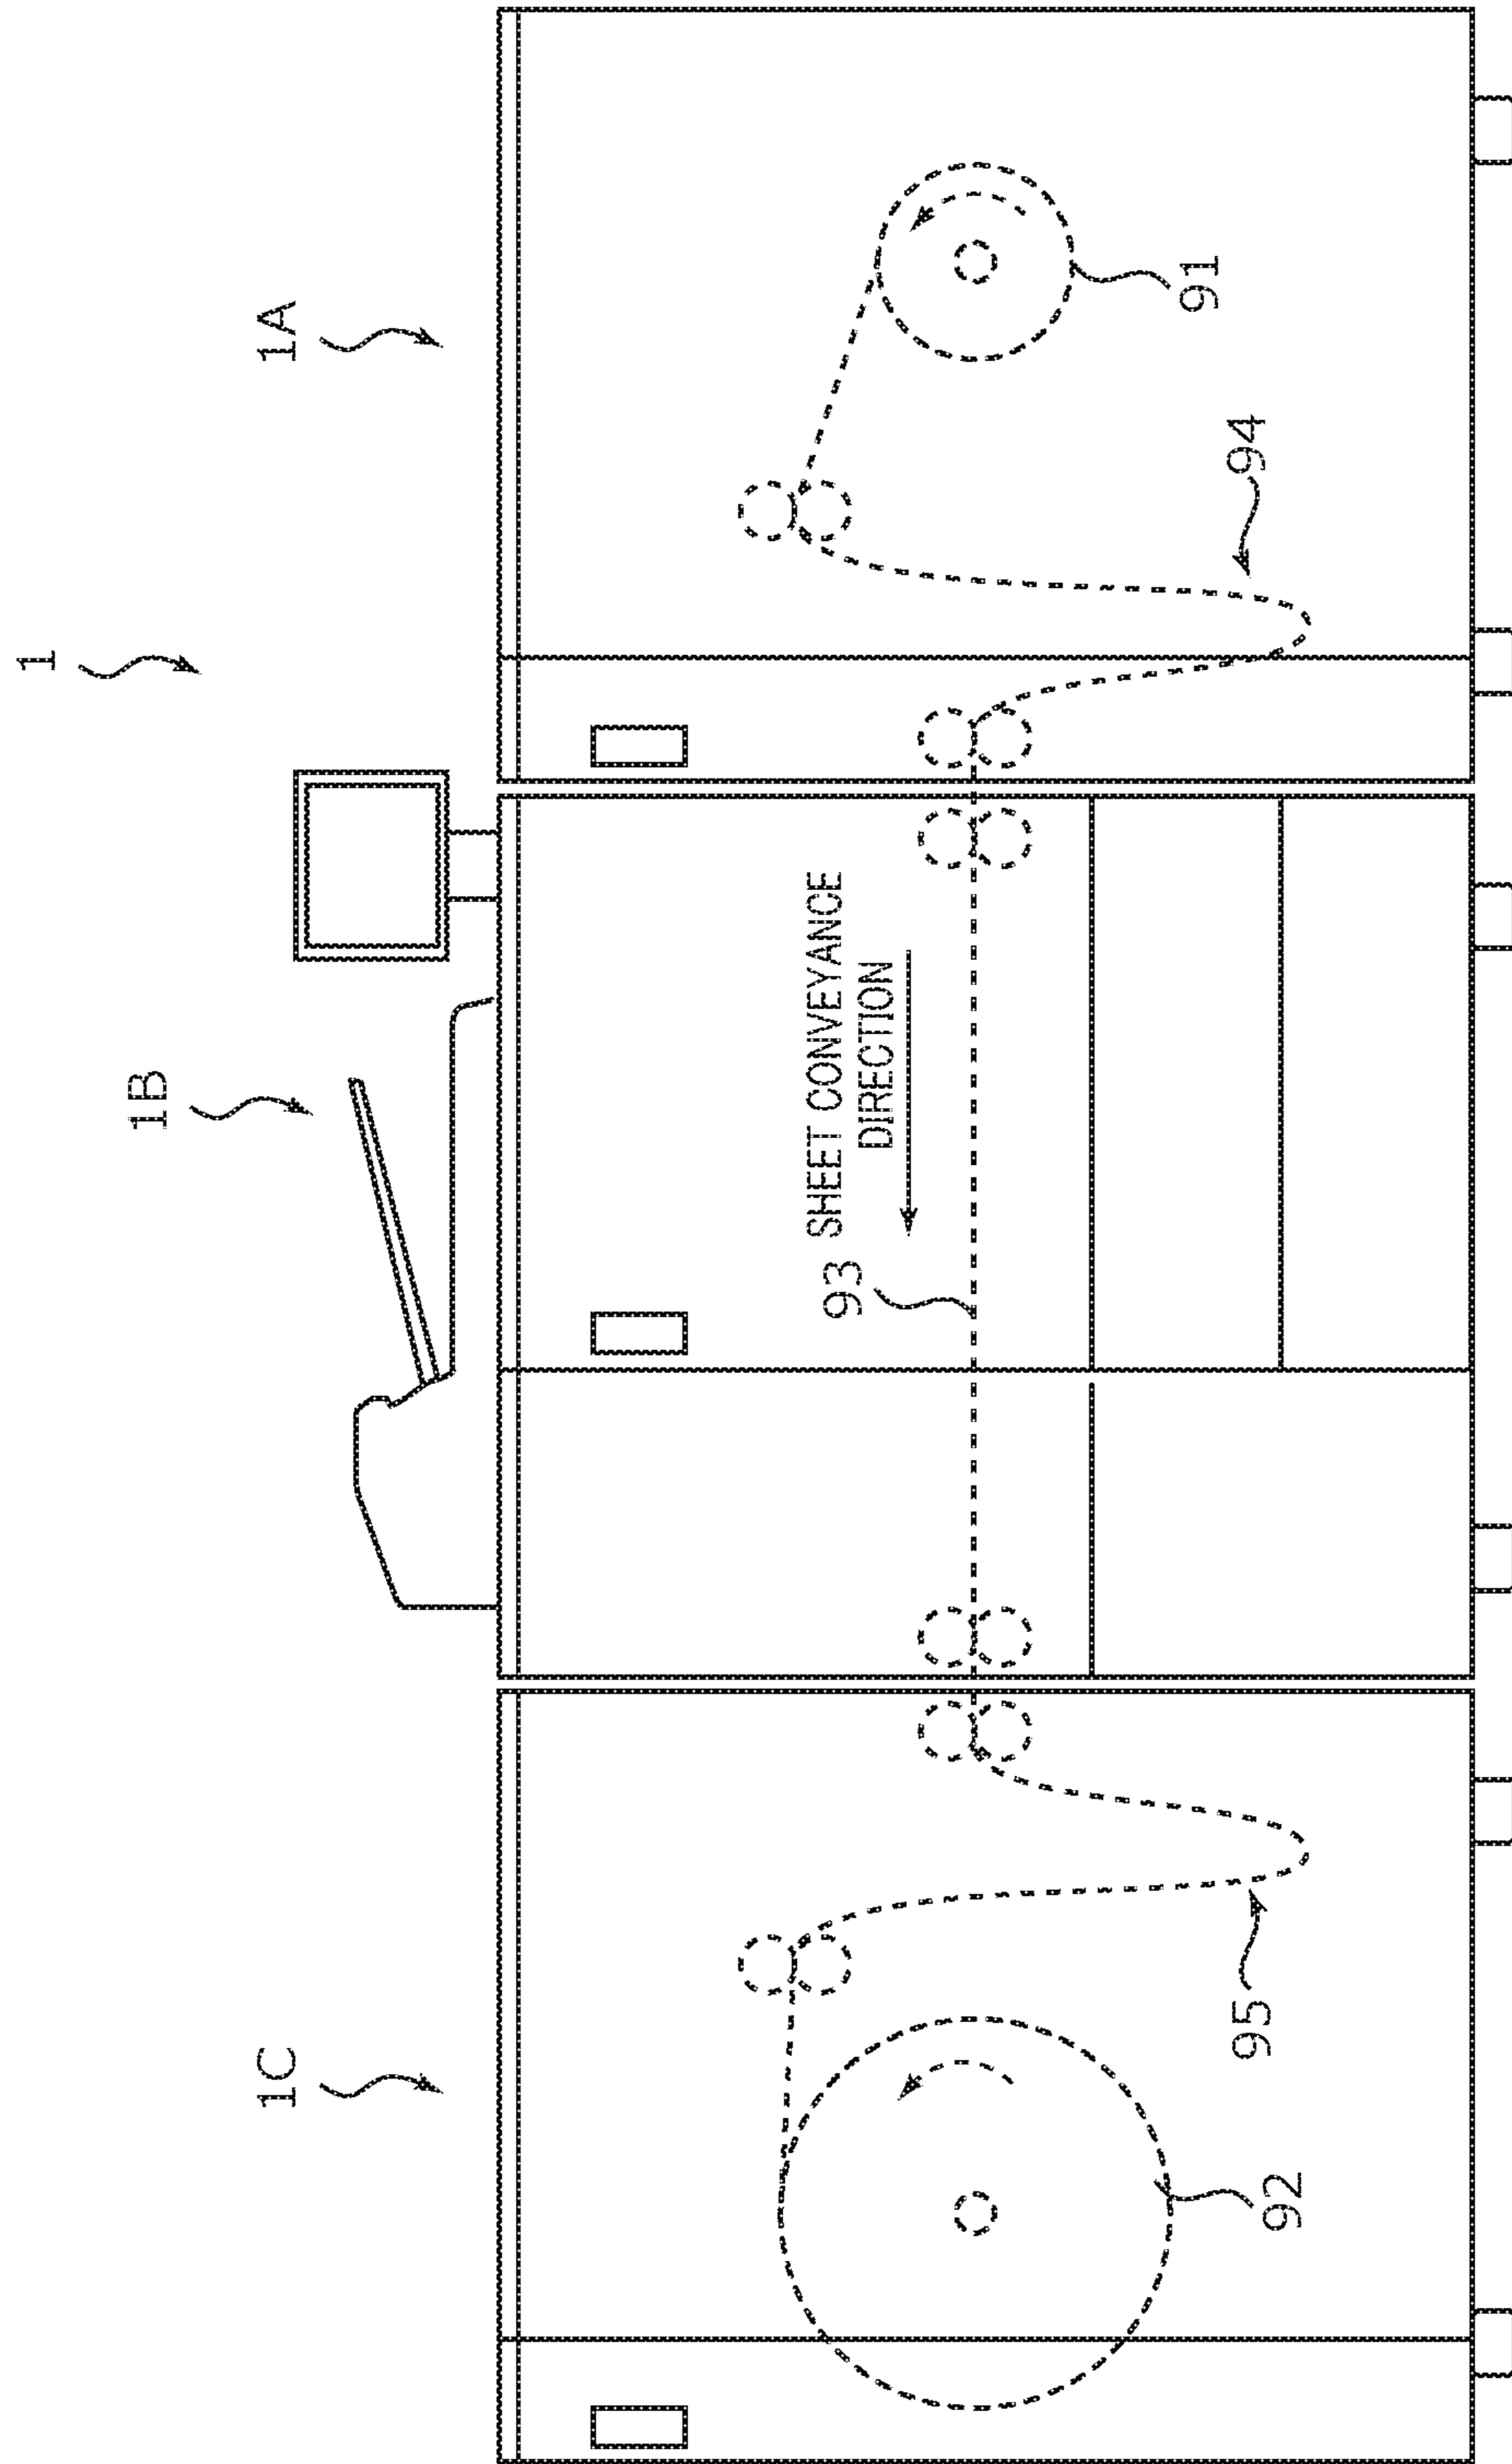 1
1B
1C
1A
93
SHEET CONVEYANCE
DIRECTION
91
95
94
92